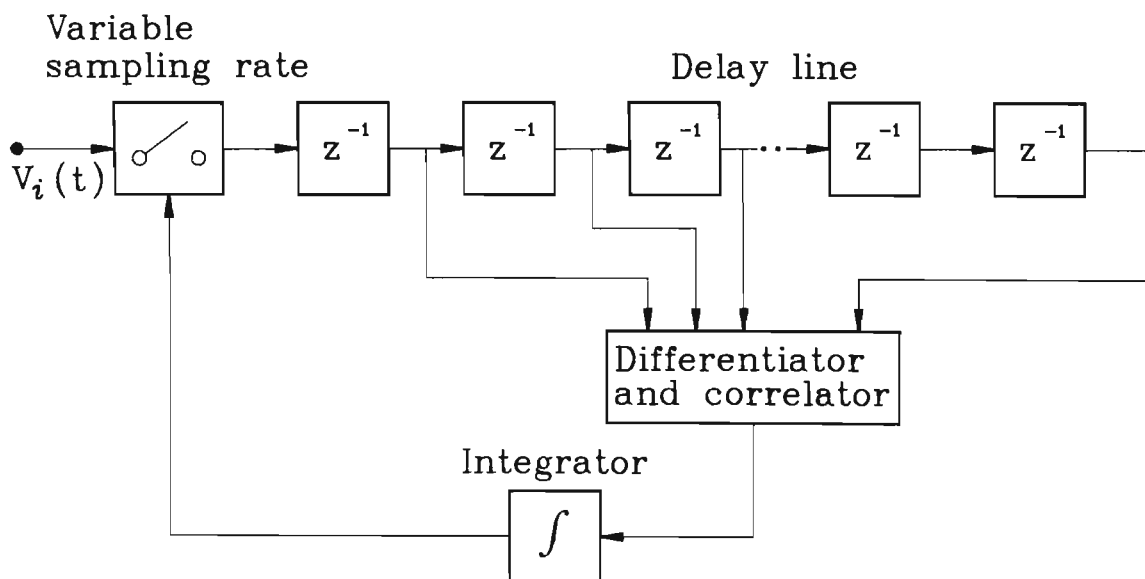 Variable
sampling rate
Delay line
z⁻¹
z⁻¹
z⁻¹
··
z⁻¹
z⁻¹
V_i(t)
Differentiator
and correlator
Integrator
∫